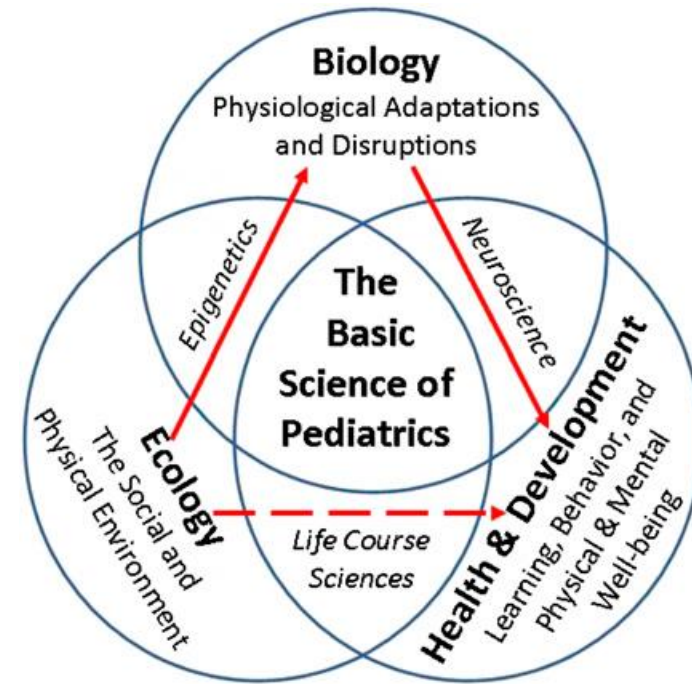 Biology
Physiological Adaptations
and Disruptions
Epigenetics
Neuroscience
The
Basic
Science of
Pediatrics
Ecology
The Social and
Physical Environment
Life Course
Sciences
Health & Development
Learning, Behavior, and
Physical & Mental
Well-being